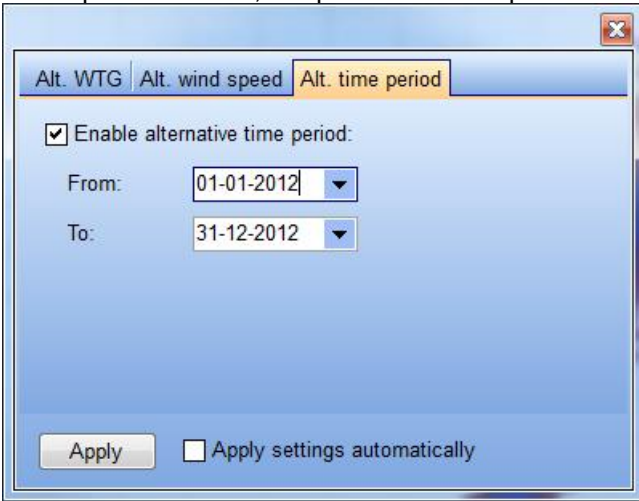 Alt. WTG Alt. wind speed Alt. time period
Enable alternative time period:
From: 01-01-2012
To: 31-12-2012
Apply Apply settings automatically